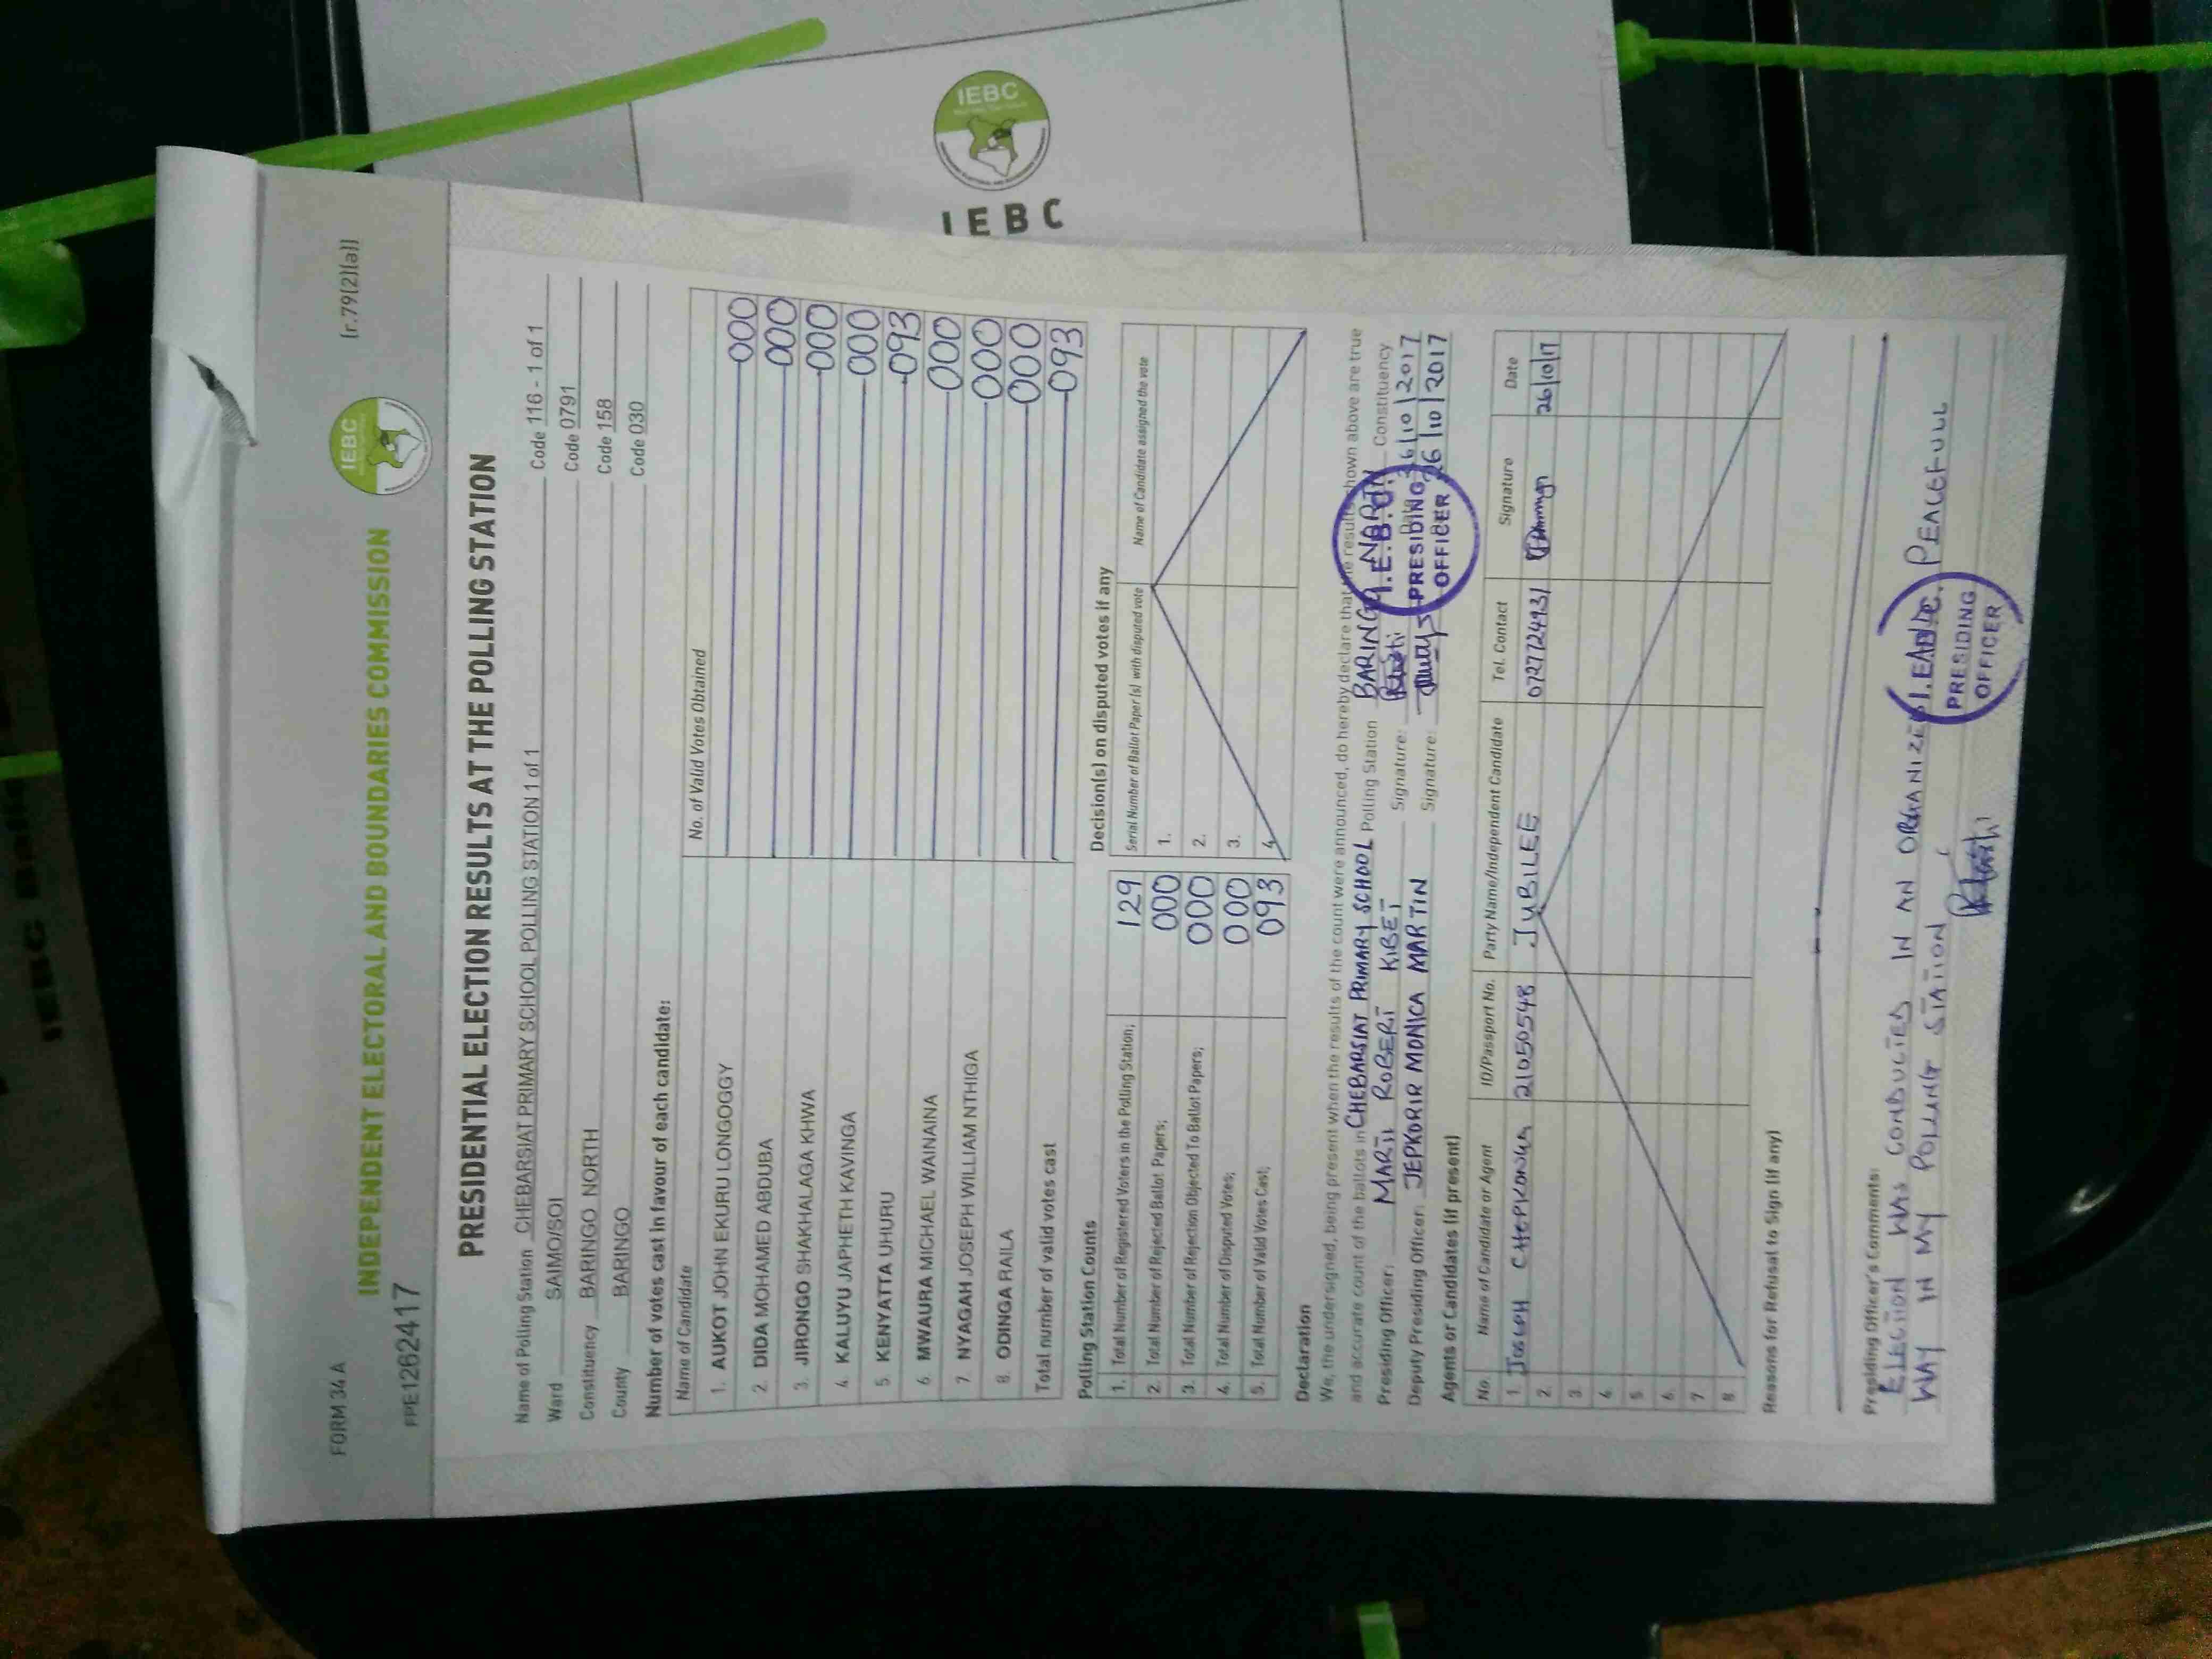 IEBC
IEBC
FORM 34 A
(r.79(2)(a))
IEBC
INDEPENDENT ELECTORAL AND BOUNDARIES COMMISSION
FPE1262417
PRESIDENTIAL ELECTION RESULTS AT THE POLLING STATION
Name of Polling Station CHEBARSIAT PRIMARY SCHOOL POLLING STATION 1 of 1 Code 116 - 1 of 1
Ward SAIMO/SOI Code 0791
Constituency BARINGO NORTH Code 158
County BARINGO Code 030
Number of votes cast in favour of each candidate:
Name of Candidate No. of Valid Votes Obtained
1. AUKOT JOHN EKURU LONGOGGY 000
2. DIDA MOHAMED ABDUBA 000
3. JIRONGO SHAKHALAGA KHWA 000
4. KALUYU JAPHETH KAVINGA 000
5. KENYATTA UHURU 093
6. MWAURA MICHAEL WAINAINA 000
7. NYAGAH JOSEPH WILLIAM NTHIGA 000
8. ODINGA RAILA 000
Total number of valid votes cast 093
Polling Station Counts
1. Total Number of Registered Voters in the Polling Station; 129
2. Total Number of Rejected Ballot Papers; 000
3. Total Number of Rejection Objected To Ballot Papers; 000
4. Total Number of Disputed Votes; 000
5. Total Number of Valid Votes Cast; 093
Decision(s) on disputed votes if any
Serial Number of Ballot Paper (s) with disputed vote Name of Candidate assigned the vote
1.
2.
3.
4.
Declaration
We, the undersigned, being present when the results of the count were announced, do hereby declare that the results shown above are true
and accurate count of the ballots in CHEBARSIAT PRIMARY SCHOOL Polling Station BARINGO NORTH Constituency
Presiding Officer: MARTI ROBERT KIBET Signature: Date: 26/10/2017
Deputy Presiding Officer: JEPKORIR MONICA MARTIN Signature: 26/10/2017
I.E.B.C.
PRESIDING
OFFICER
Agents or Candidates (if present)
No. Name of Candidate or Agent ID/Passport No. Party Name/Independent Candidate Tel. Contact Signature Date
1. JOSEPH CHEPKONGA 21050548 JUBILEE 0727724931 26/10/17
2.
3.
4.
5.
6.
7.
8.
Reasons for Refusal to Sign (if any)
Presiding Officer's Comments:
ELECTION WAS CONDUCTED IN AN ORGANIZED AND PEACEFULL
WAY IN MY POLLING STATION
PRESIDING
OFFICER